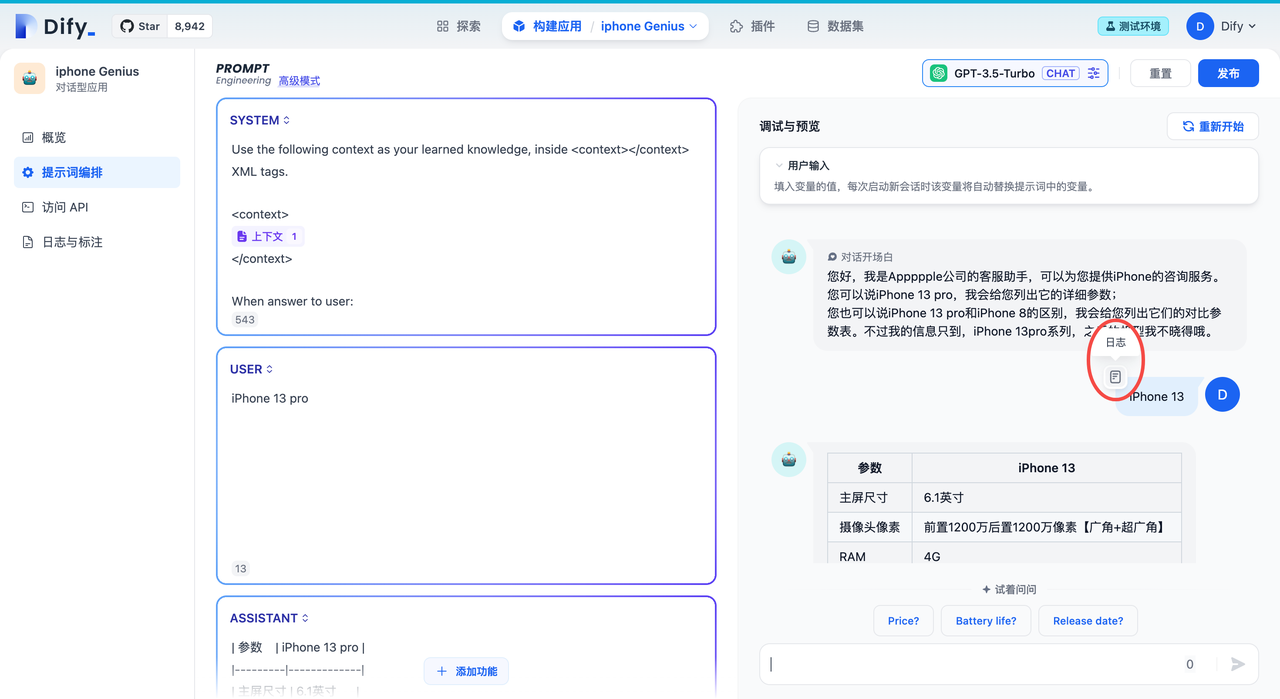 Dify_
Star 8,942
探索
构建应用 / iphone Genius
插件
数据集
测试环境
D Dify
iphone Genius
对话型应用
概览
提示词编排
访问 API
日志与标注
PROMPT
Engineering 高级模式
GPT-3.5-Turbo CHAT
重置
发布
SYSTEM
Use the following context as your learned knowledge, inside <context></context>
XML tags.
<context>
上下文 1
</context>
When answer to user:
543
USER
iPhone 13 pro
13
ASSISTANT
| 参数 | iPhone 13 pro |
|---------|-------------|
| 主屏尺寸 | 6.1英寸 |
添加功能
调试与预览
重新开始
用户输入
填入变量的值，每次启动新会话时该变量将自动替换提示词中的变量。
对话开场白
您好，我是Appppple公司的客服助手，可以为您提供iPhone的咨询服务。
您可以说iPhone 13 pro，我会给您列出它的详细参数；
您也可以说iPhone 13 pro和iPhone 8的区别，我会给您列出它们的对比参
数表。不过我的信息只到，iPhone 13pro系列，之 型我不晓得哦。
日志
iPhone 13
D
参数 iPhone 13
主屏尺寸 6.1英寸
摄像头像素 前置1200万后置1200万像素【广角+超广角】
RAM 4G
试着问问
Price?
Battery life?
Release date?
0